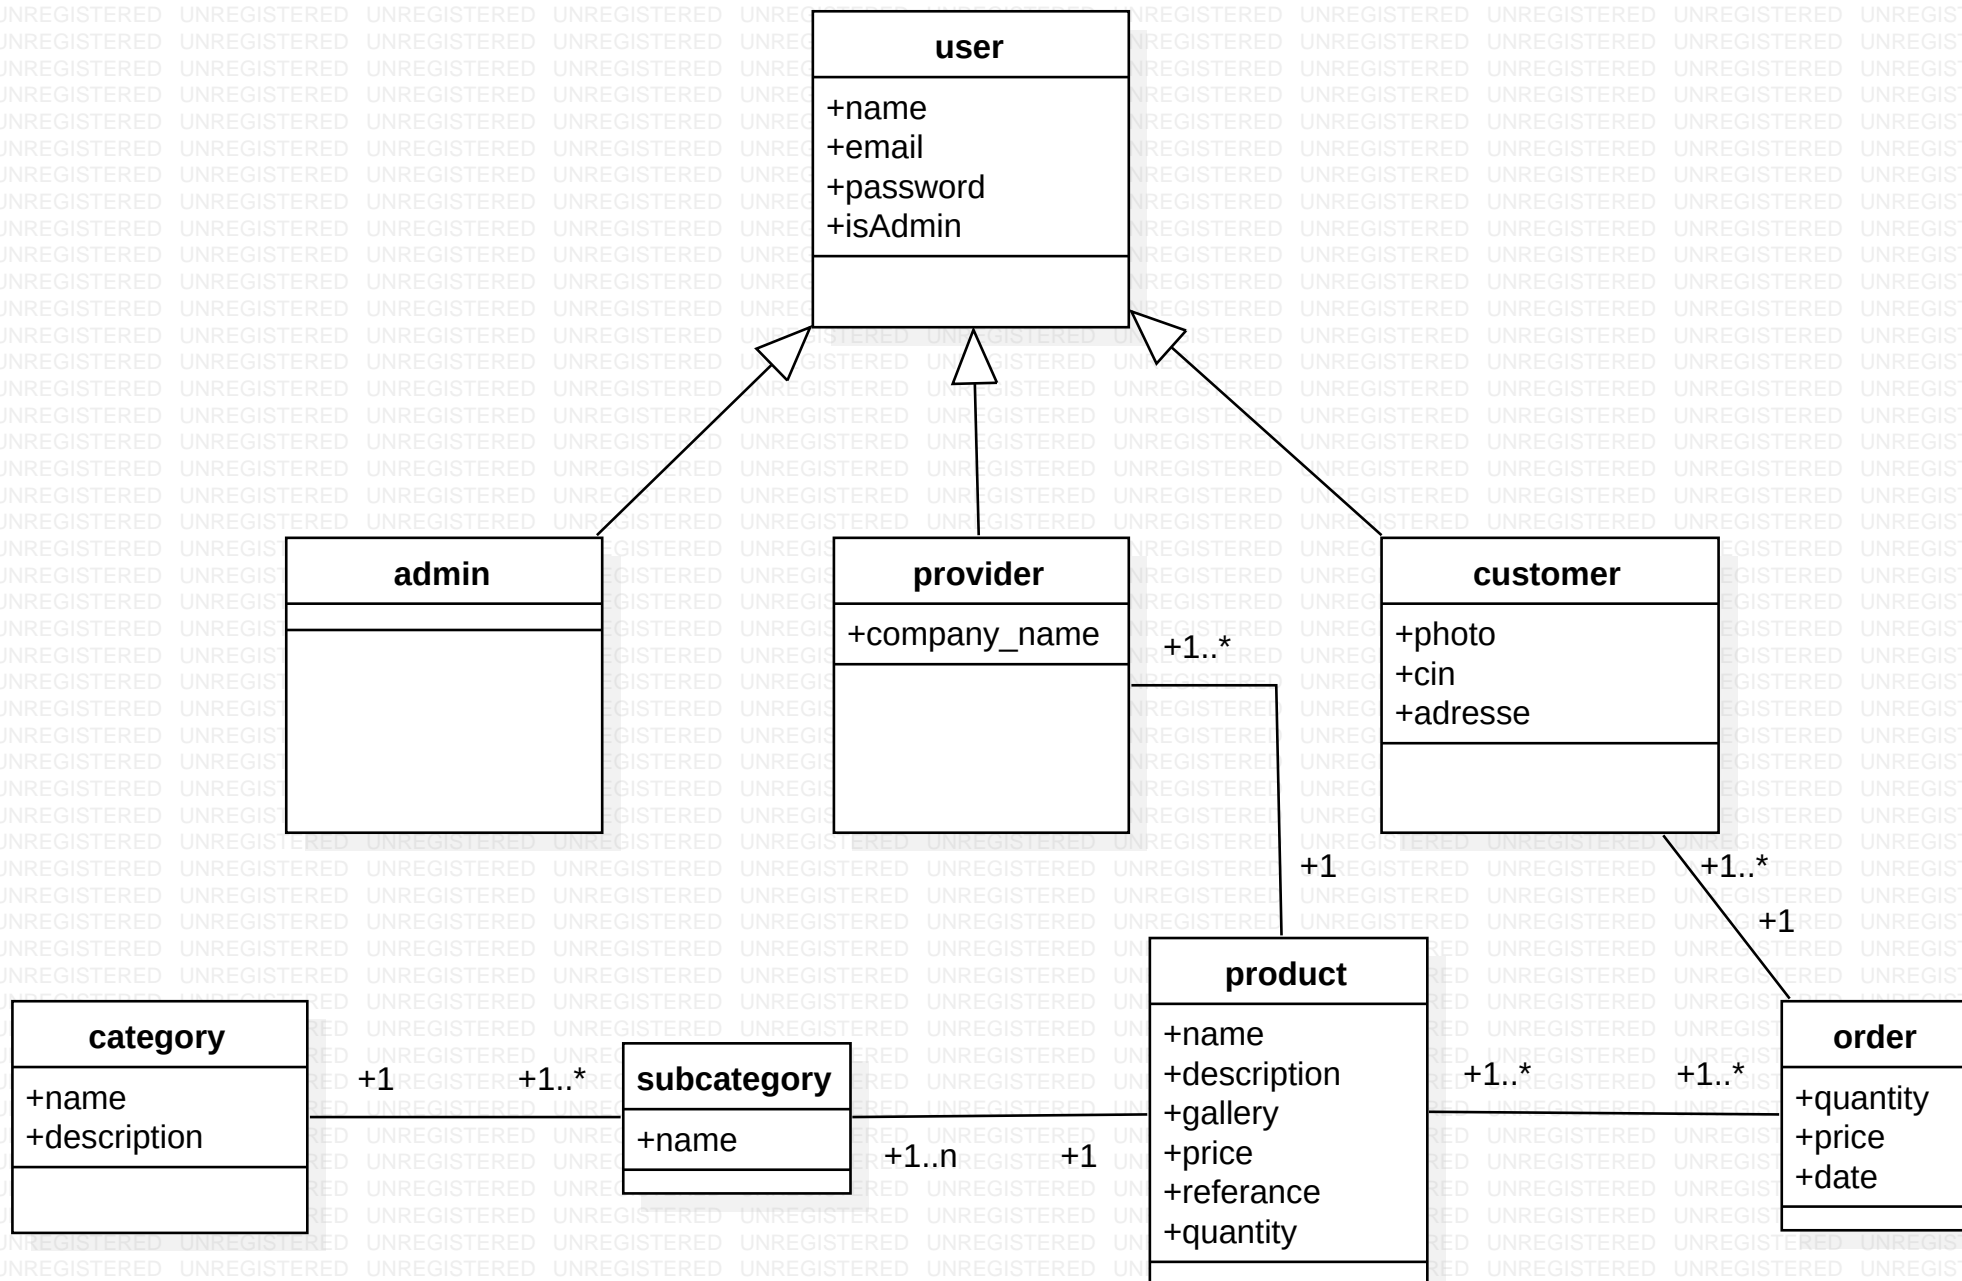 user
+name
+email
+password
+isAdmin
admin
provider
+company_name
customer
+photo
+cin
+adresse
+1..*
+1
+1..*
+1
category
+name
+description
+1
+1..*
subcategory
+name
+1..n
+1
product
+name
+description
+gallery
+price
+referance
+quantity
+1..*
+1..*
order
+quantity
+price
+date
UNREGISTERED